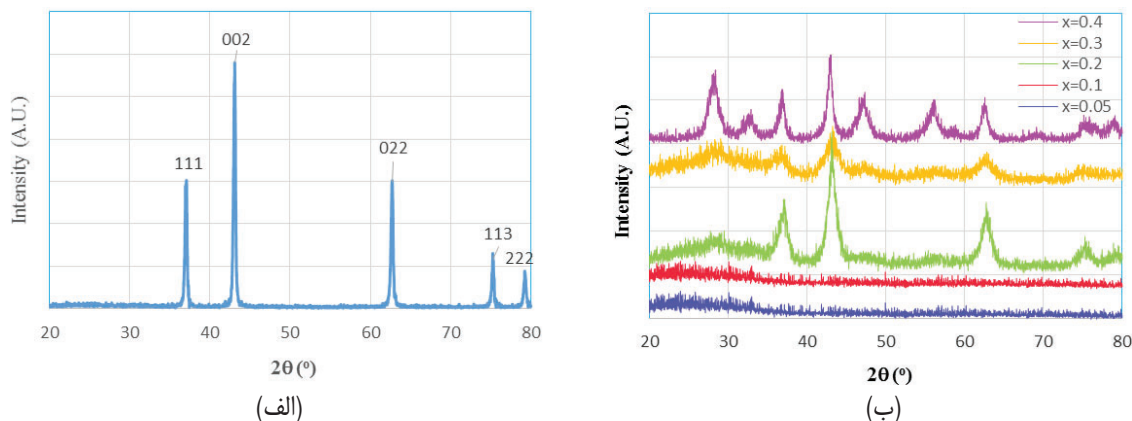 002
111
022
113
222
Intensity (A.U.)
20 30 40 50 60 70 80
2θ (º)
(الف)
x=0.4
x=0.3
x=0.2
x=0.1
x=0.05
Intensity (A.U.)
20 30 40 50 60 70 80
2θ (º)
(ب)